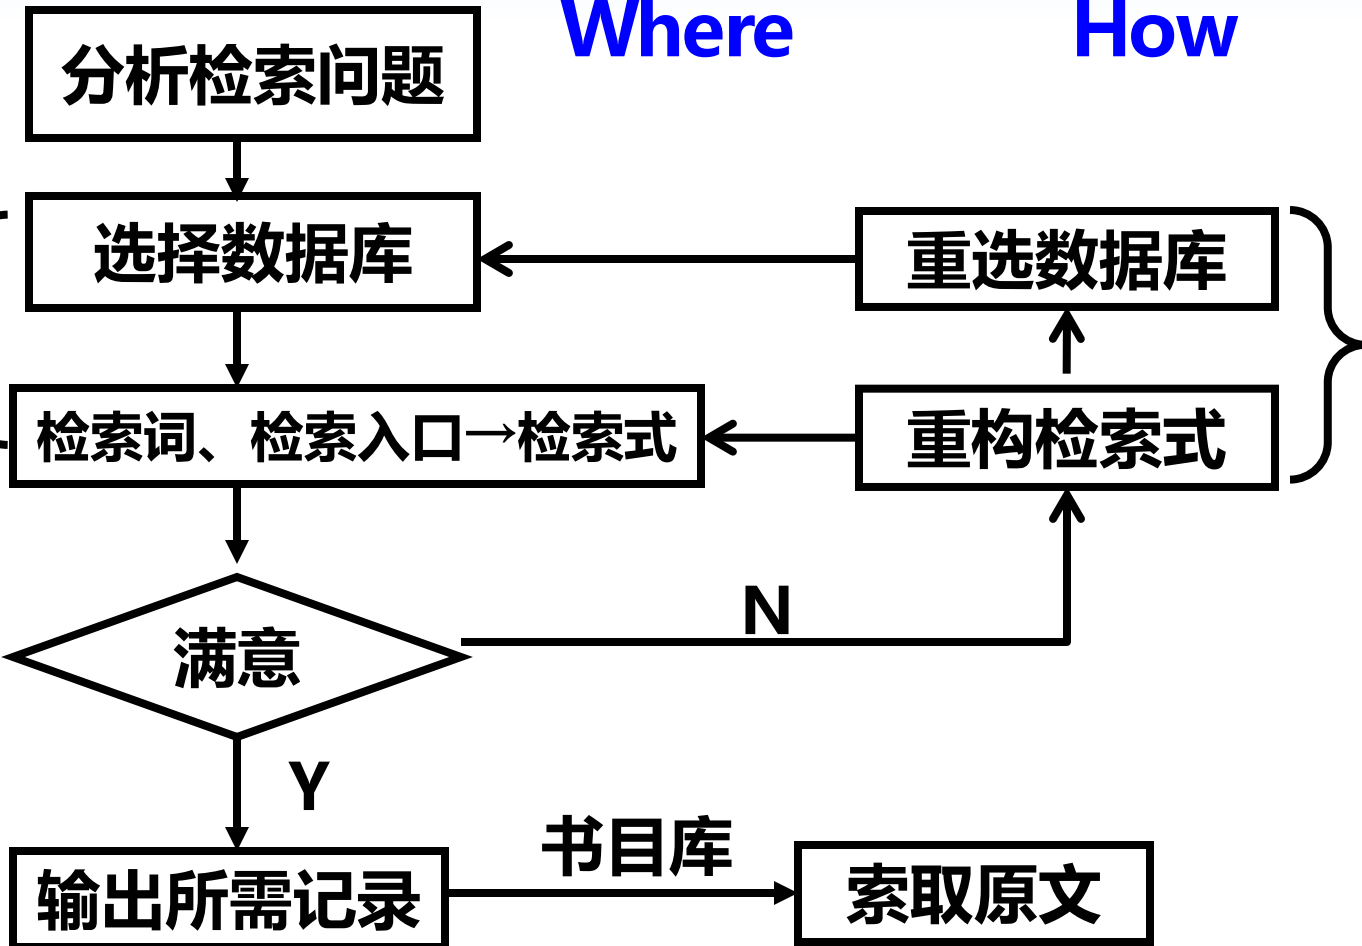 Where
How
分析检索问题
选择数据库
重选数据库
检索词、检索入口→检索式
重构检索式
N
满意
Y
书目库
输出所需记录
索取原文